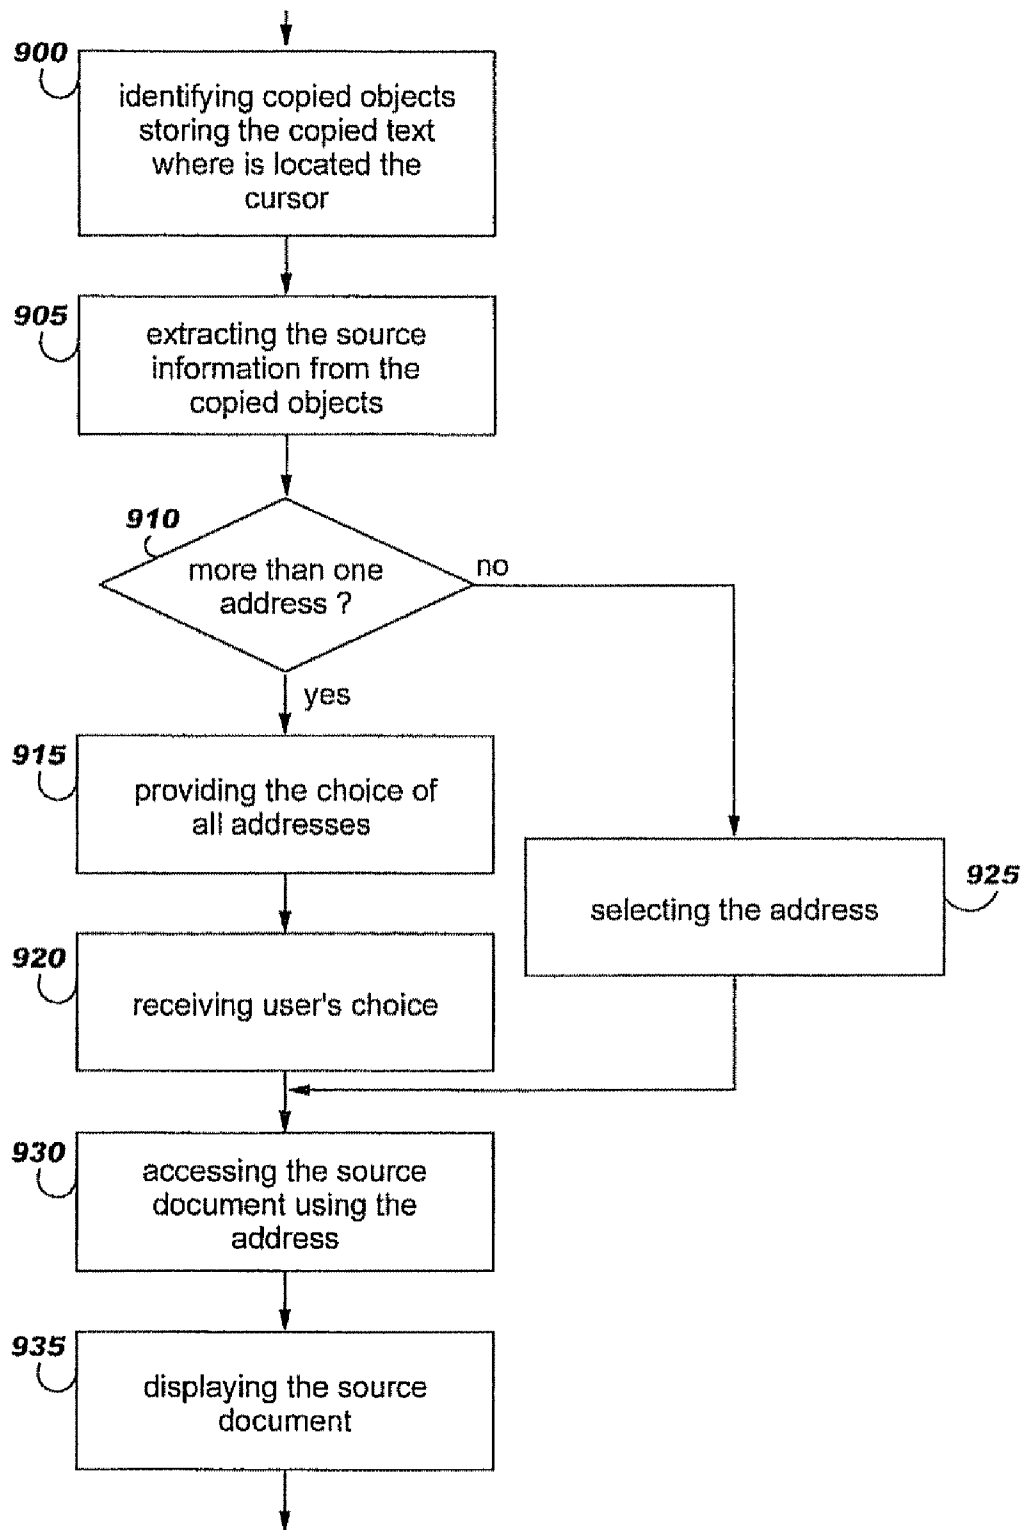 900
identifying copied objects
storing the copied text
where is located the
cursor
905
extracting the source
information from the
copied objects
910
more than one
address ?
no
yes
915
providing the choice of
all addresses
925
selecting the address
920
receiving user's choice
930
accessing the source
document using the
address
935
displaying the source
document